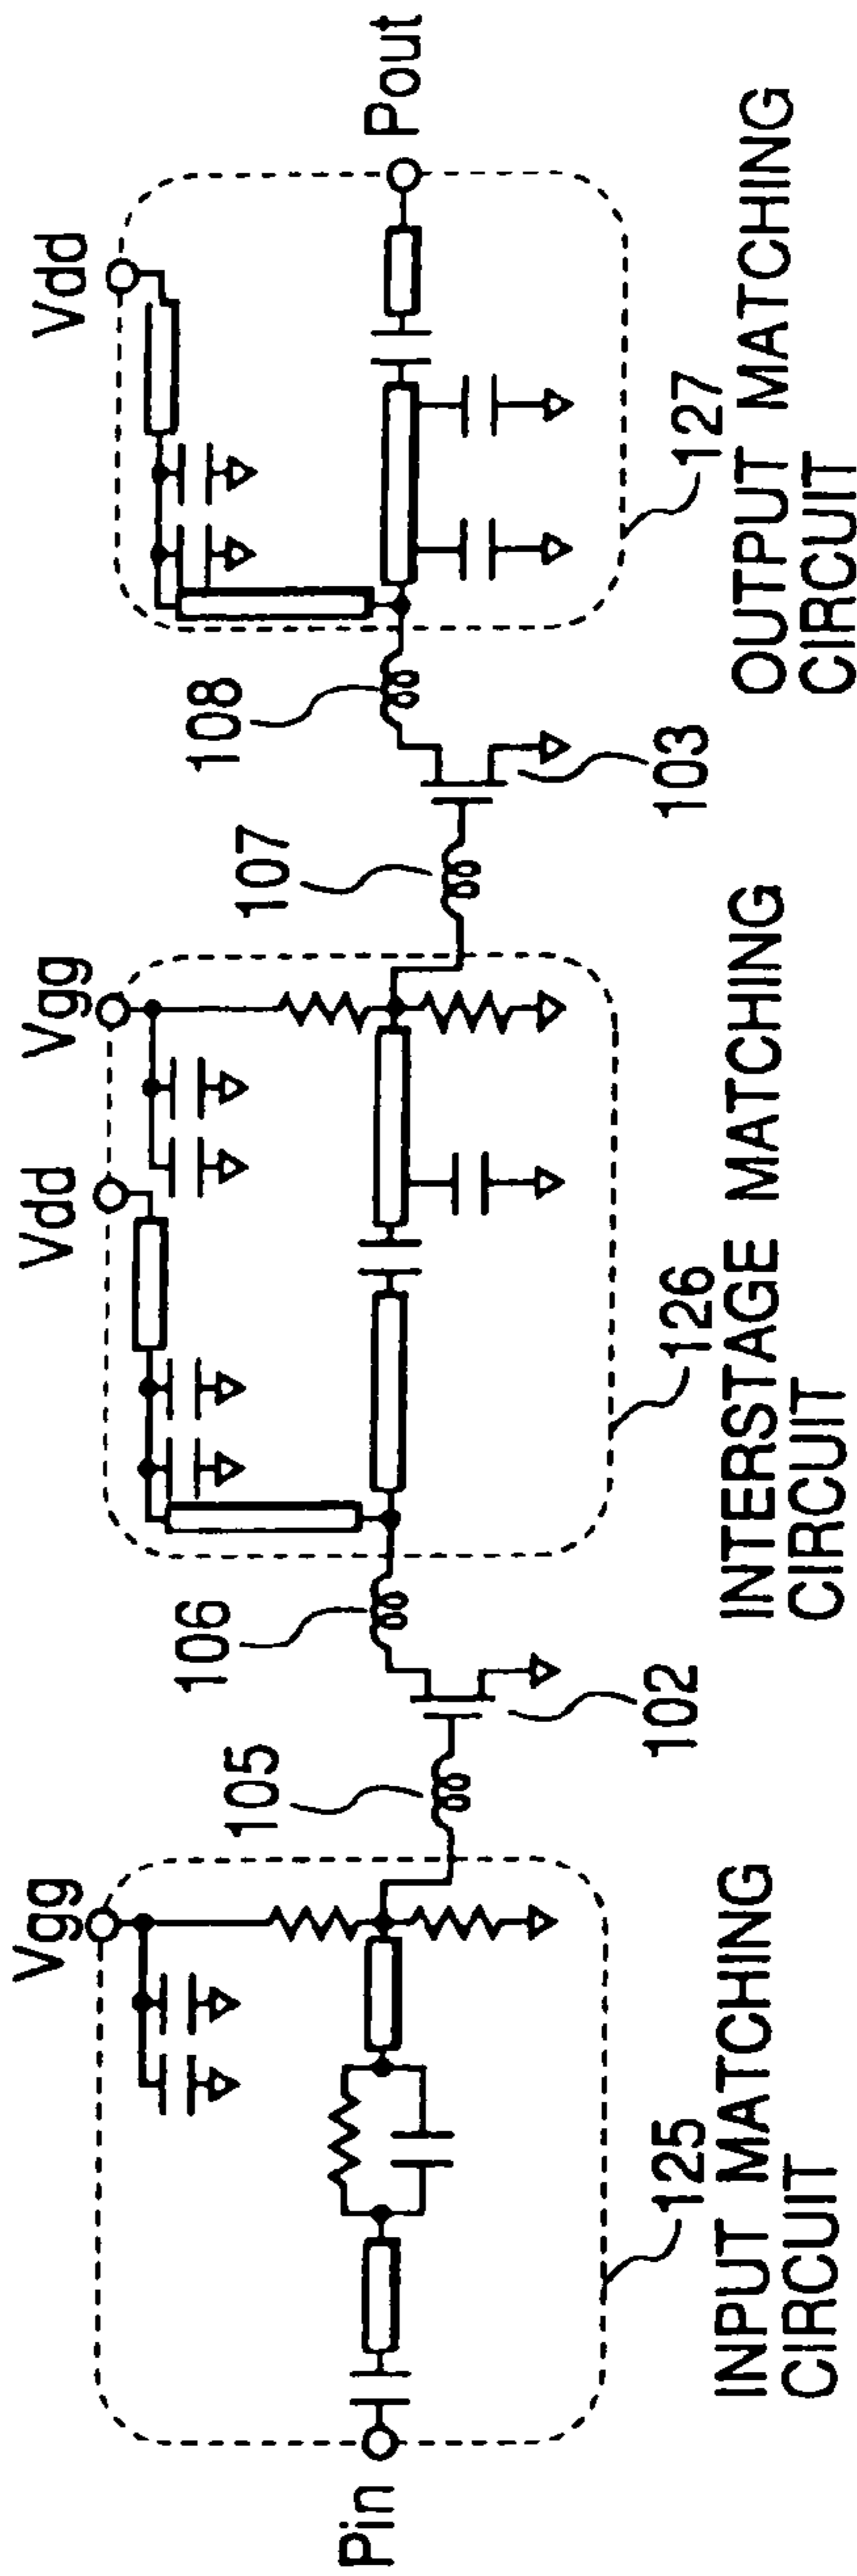 Vgg
Vdd
Vgg
Vdd
Pin
105
106
107
108
Pout
102
103
125
INPUT MATCHING
CIRCUIT
126
INTERSTAGE MATCHING
CIRCUIT
127
OUTPUT MATCHING
CIRCUIT